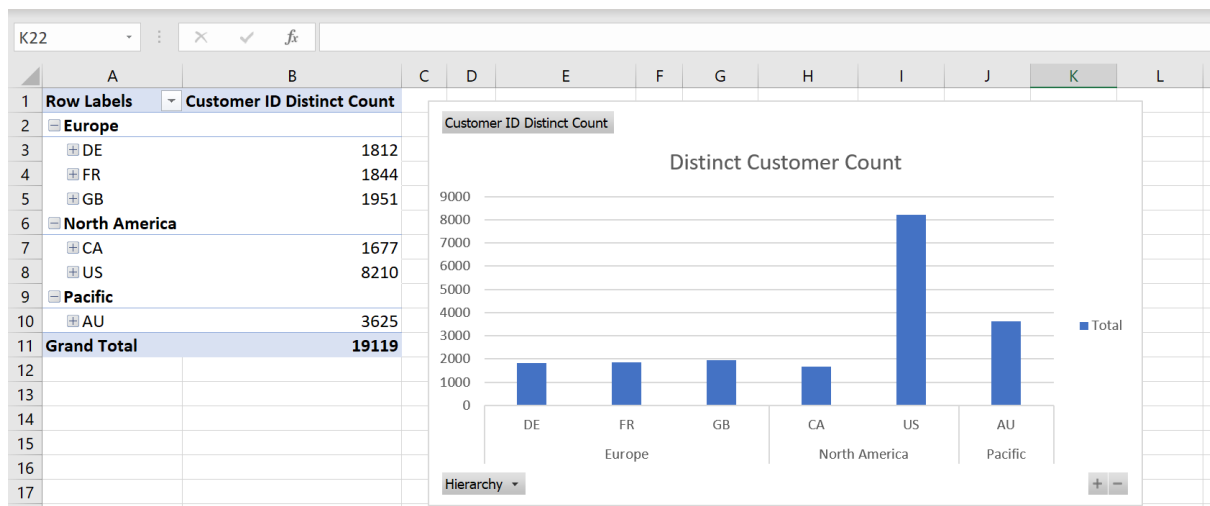 K22 fx
A B C D E F G H I J K L
1 Row Labels Customer ID Distinct Count
2 Europe
3 DE 1812
4 FR 1844
5 GB 1951
6 North America
7 CA 1677
8 US 8210
9 Pacific
10 AU 3625
11 Grand Total 19119
12
13
14
15
16
17
Customer ID Distinct Count
Distinct Customer Count
9000
8000
7000
6000
5000
4000
3000
2000
1000
0
DE FR GB CA US AU
Europe North America Pacific
Total
Hierarchy